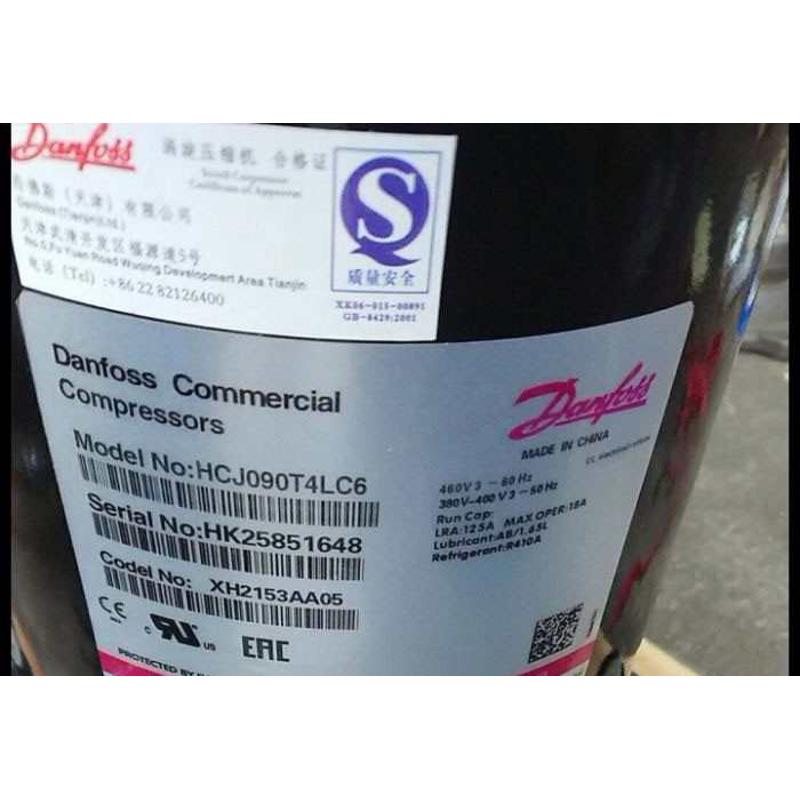 Danfoss
涡旋压缩机 合格证
Scroll Compressor
Certificate of Approval
(天津)有限公司
Danfoss (Tianjin) Ltd.
天津武清开发区福源道5号
No.5, Fu Yuan Road Wuqing Development Area Tianjin
电话 (Tel) :+86 22 82126400
质量安全
XK06-015-00891
GB-8429:2001
Danfoss Commercial
Compressors
Model No:HCJ090T4LC6
Serial No:HK25851648
Codel No: XH2153AA05
CE
c UR us
EAC
PROTECTED BY
Danfoss
MADE IN CHINA
460V 3 - 60 Hz
380V-400 V 3 - 50 Hz
Run Cap:
LRA:125A MAX OPER:18A
Lubricant:AB/1.65L
Refrigerant:R410A